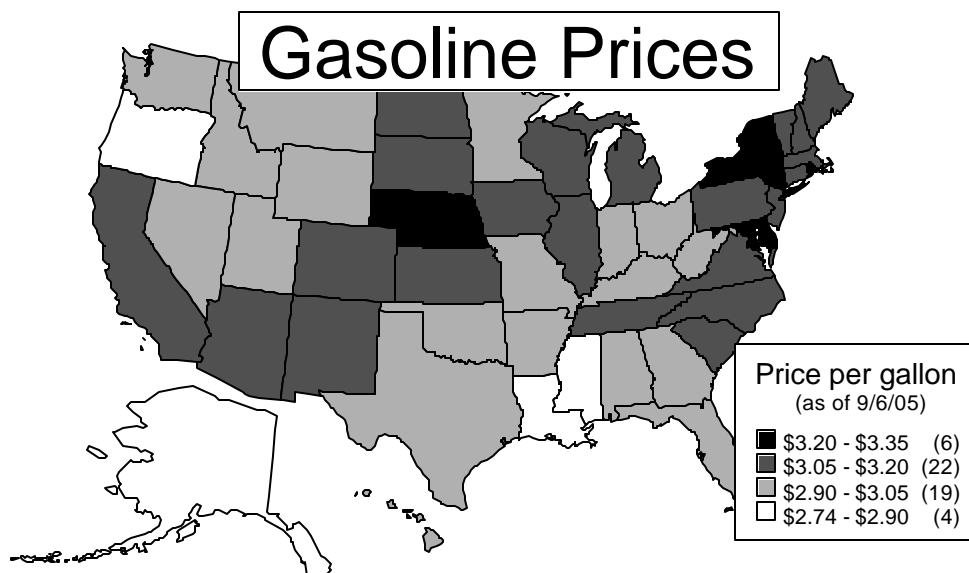 Gasoline Prices
Price per gallon
(as of 9/6/05)
$3.20 - $3.35 (6)
$3.05 - $3.20 (22)
$2.90 - $3.05 (19)
$2.74 - $2.90 (4)